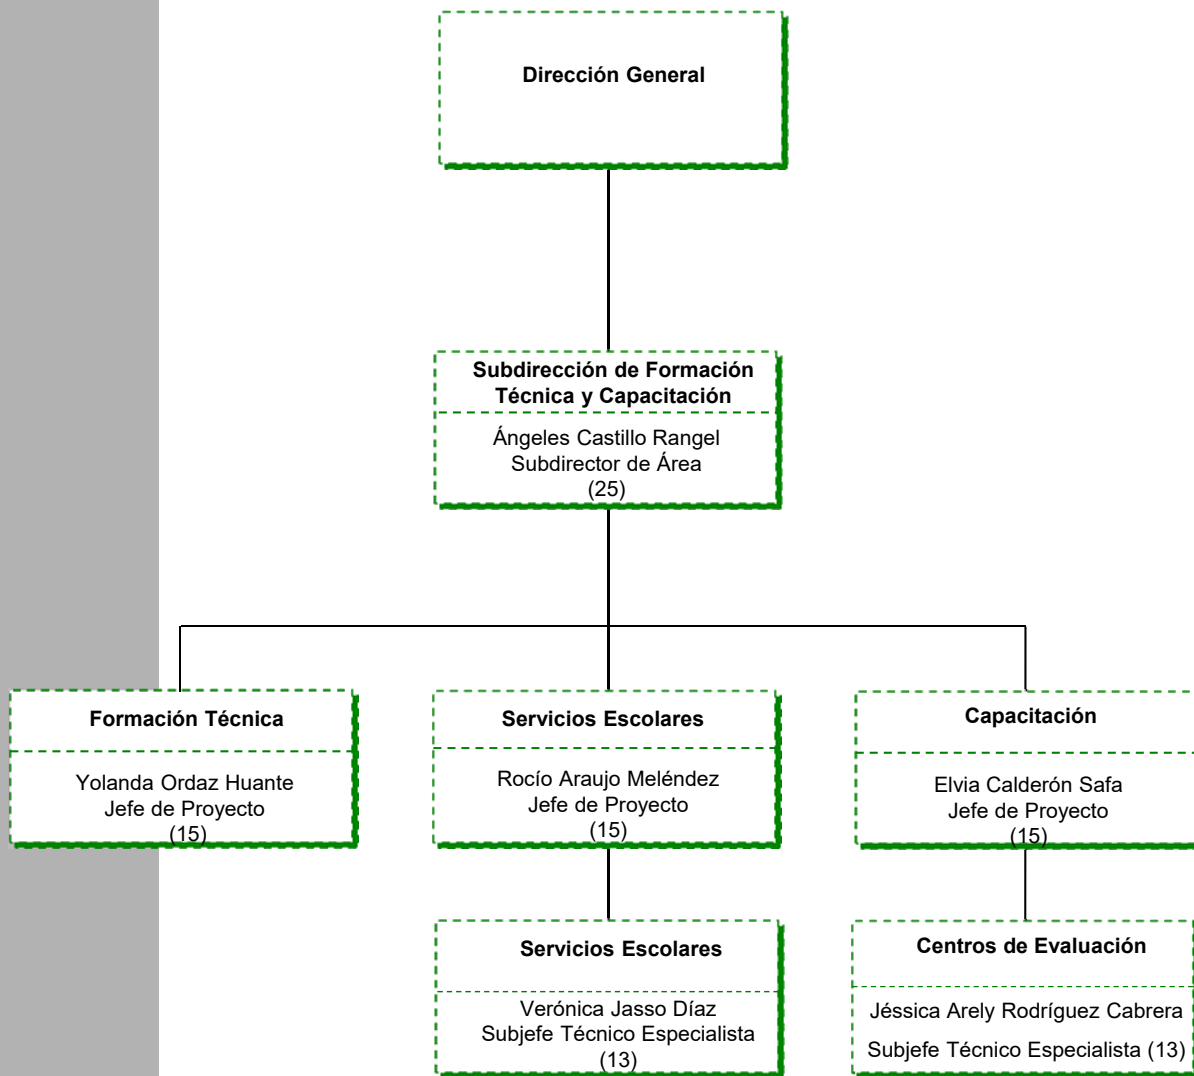 Dirección General
Subdirección de Formación
Técnica y Capacitación
Ángeles Castillo Rangel
Subdirector de Área
(25)
Formación Técnica
Yolanda Ordaz Huante
Jefe de Proyecto
(15)
Servicios Escolares
Rocío Araujo Meléndez
Jefe de Proyecto
(15)
Capacitación
Elvia Calderón Safa
Jefe de Proyecto
(15)
Servicios Escolares
Verónica Jasso Díaz
Subjefe Técnico Especialista
(13)
Centros de Evaluación
Jéssica Arely Rodríguez Cabrera
Subjefe Técnico Especialista (13)